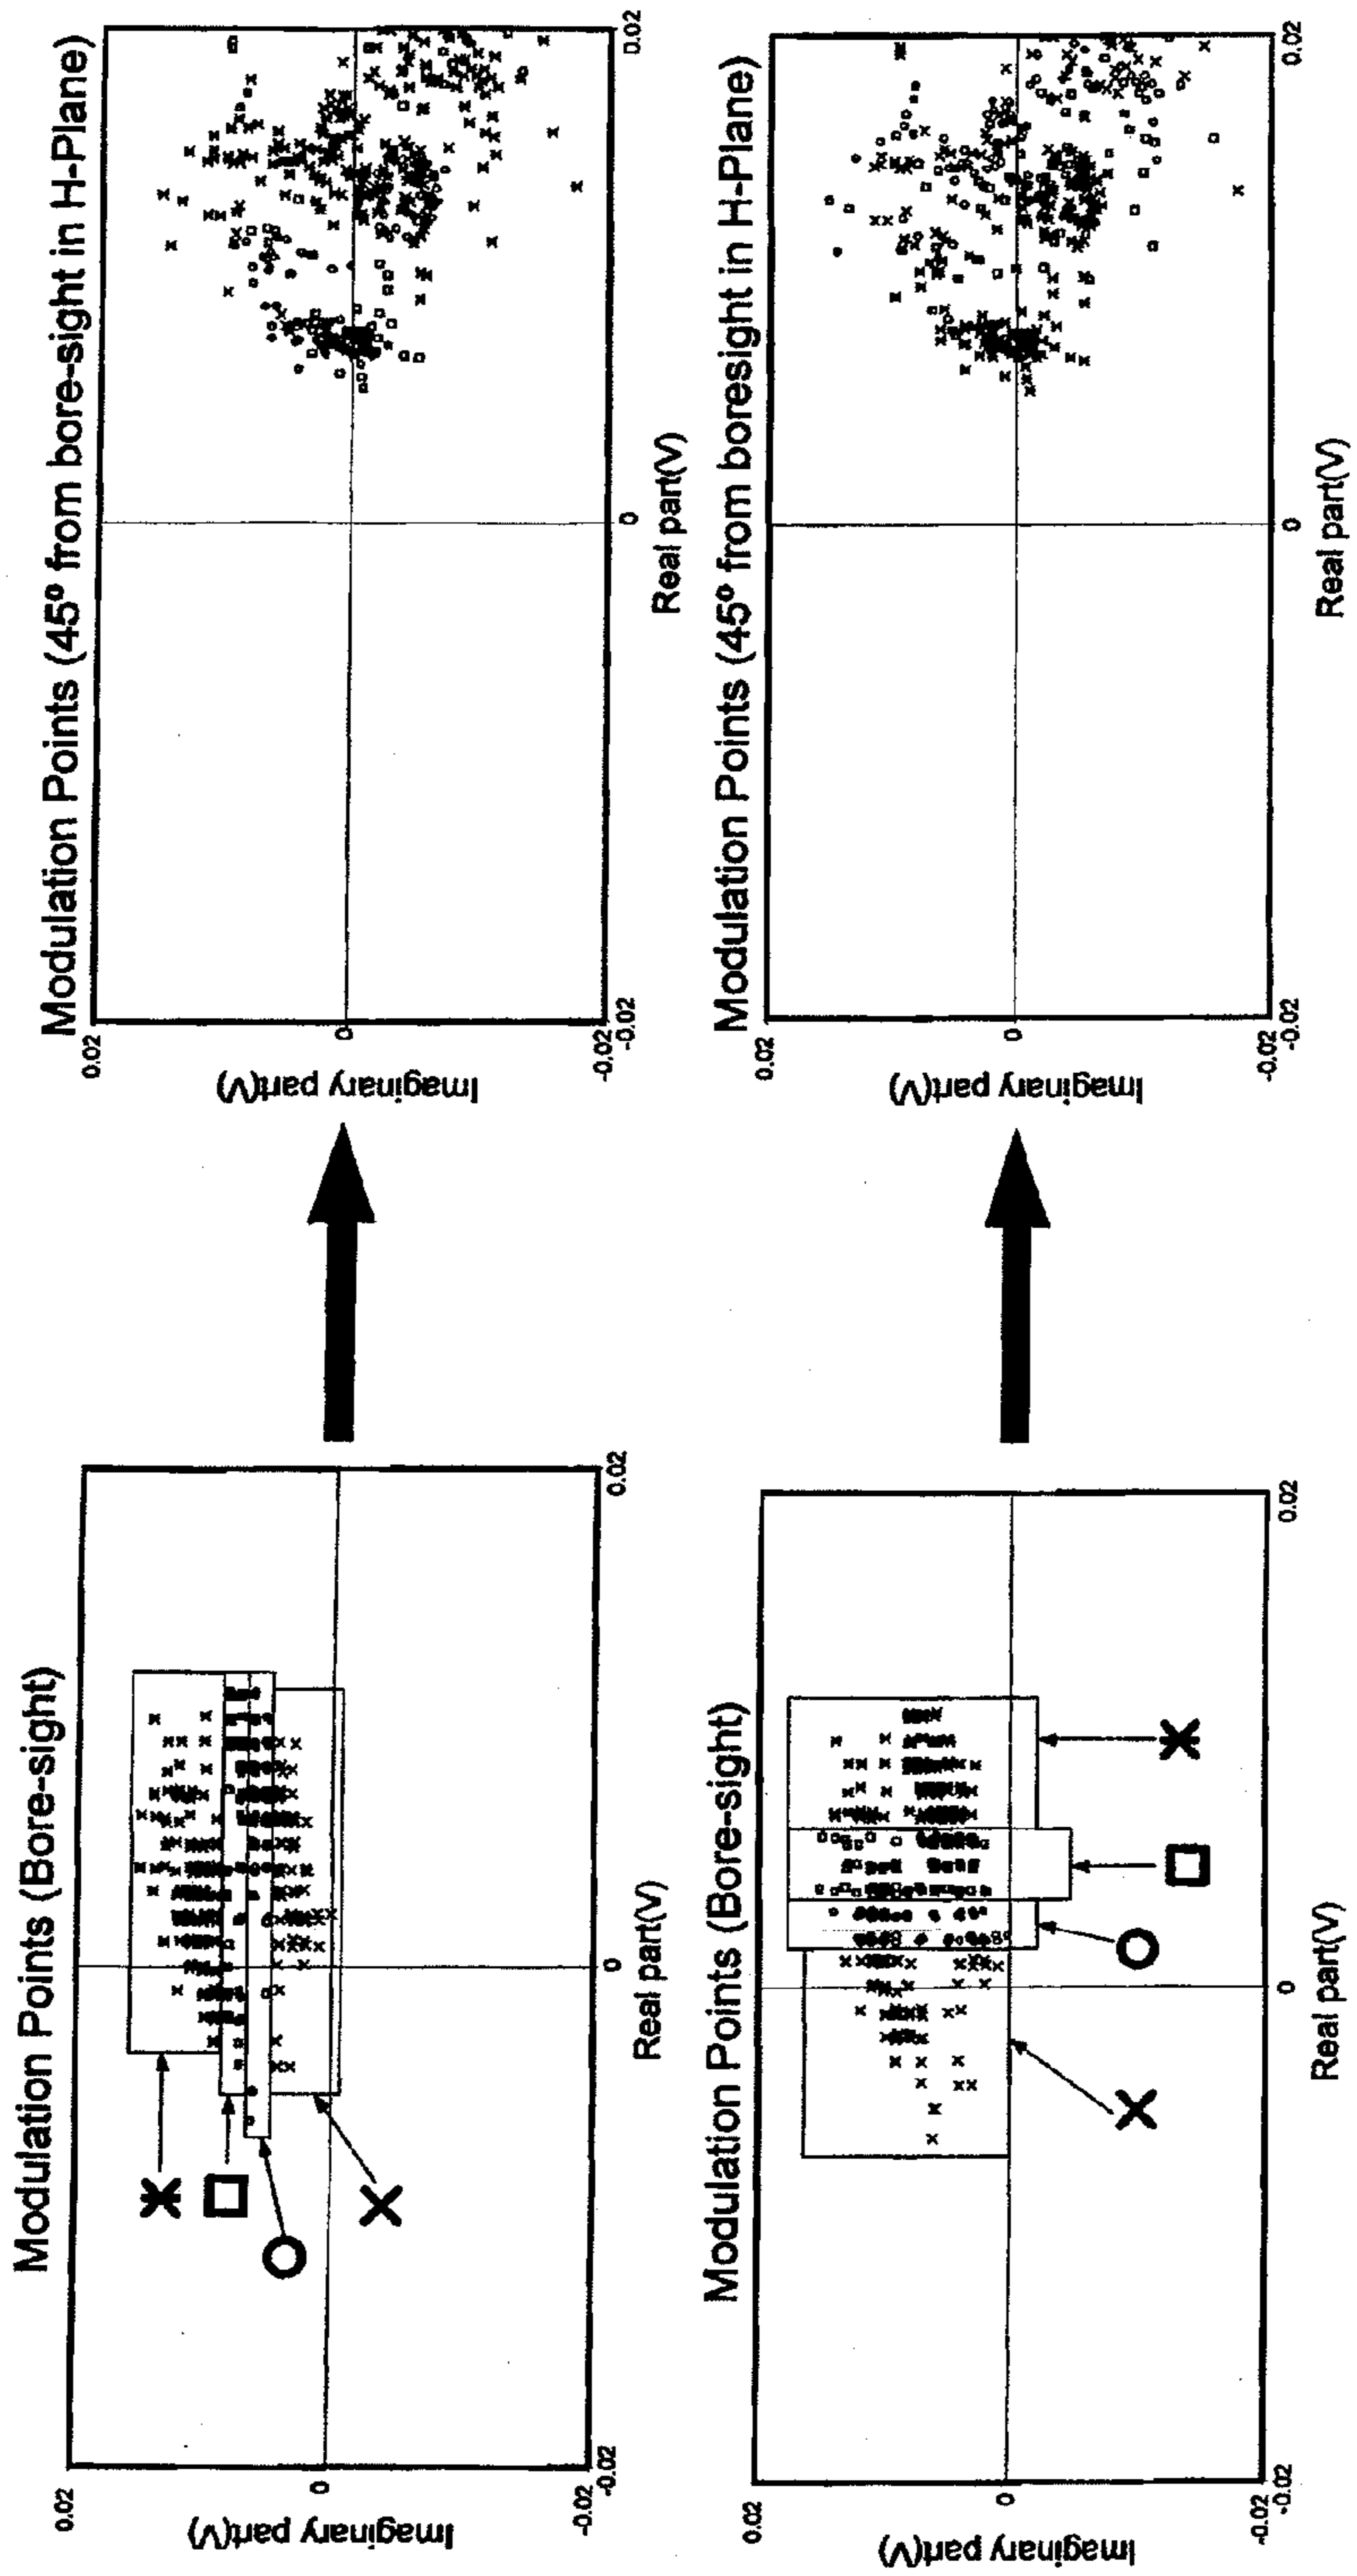 Modulation Points (Bore-sight)
0.02
0
-0.02
Imaginary part(V)
-0.02
0
0.02
Real part(V)
Modulation Points (45º from bore-sight in H-Plane)
0.02
0
-0.02
Imaginary part(V)
-0.02
0
0.02
Real part(V)
Modulation Points (Bore-sight)
0.02
0
-0.02
Imaginary part(V)
-0.02
0
0.02
Real part(V)
Modulation Points (45º from boresight in H-Plane)
0.02
0
-0.02
Imaginary part(V)
-0.02
0
0.02
Real part(V)